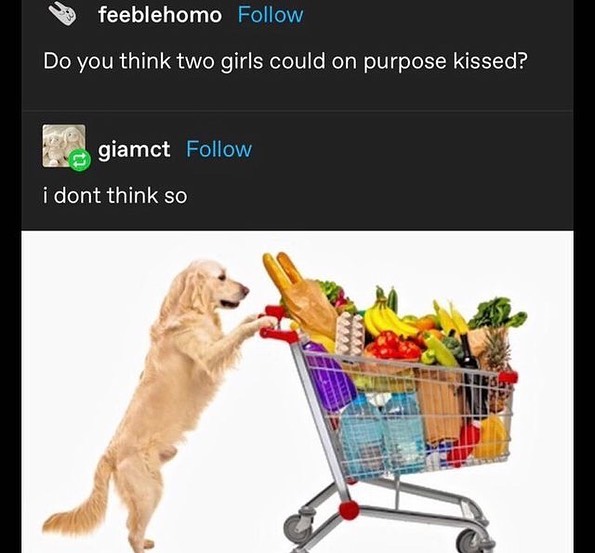 feeblehomo Follow
Do you think two girls could on purpose kissed?
giamct Follow
i dont think so